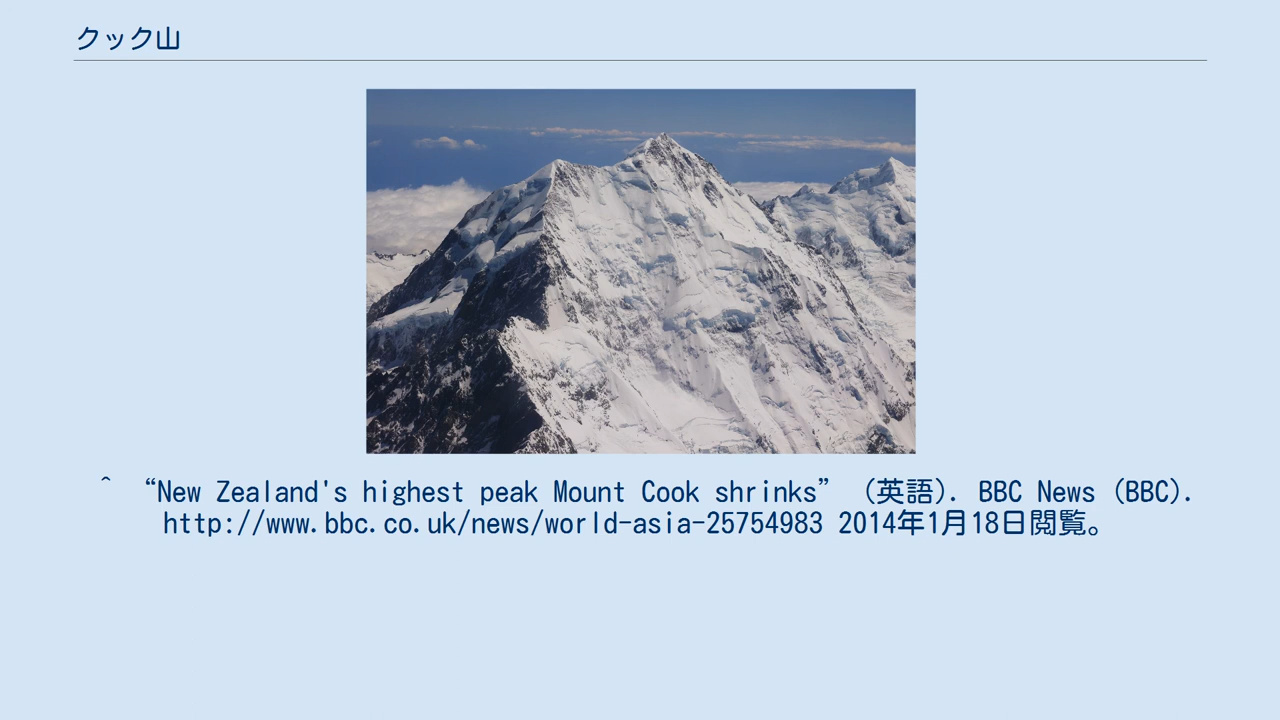 クック山
^ “New Zealand's highest peak Mount Cook shrinks” (英語). BBC News (BBC).
http://www.bbc.co.uk/news/world-asia-25754983 2014年1月18日閲覧。